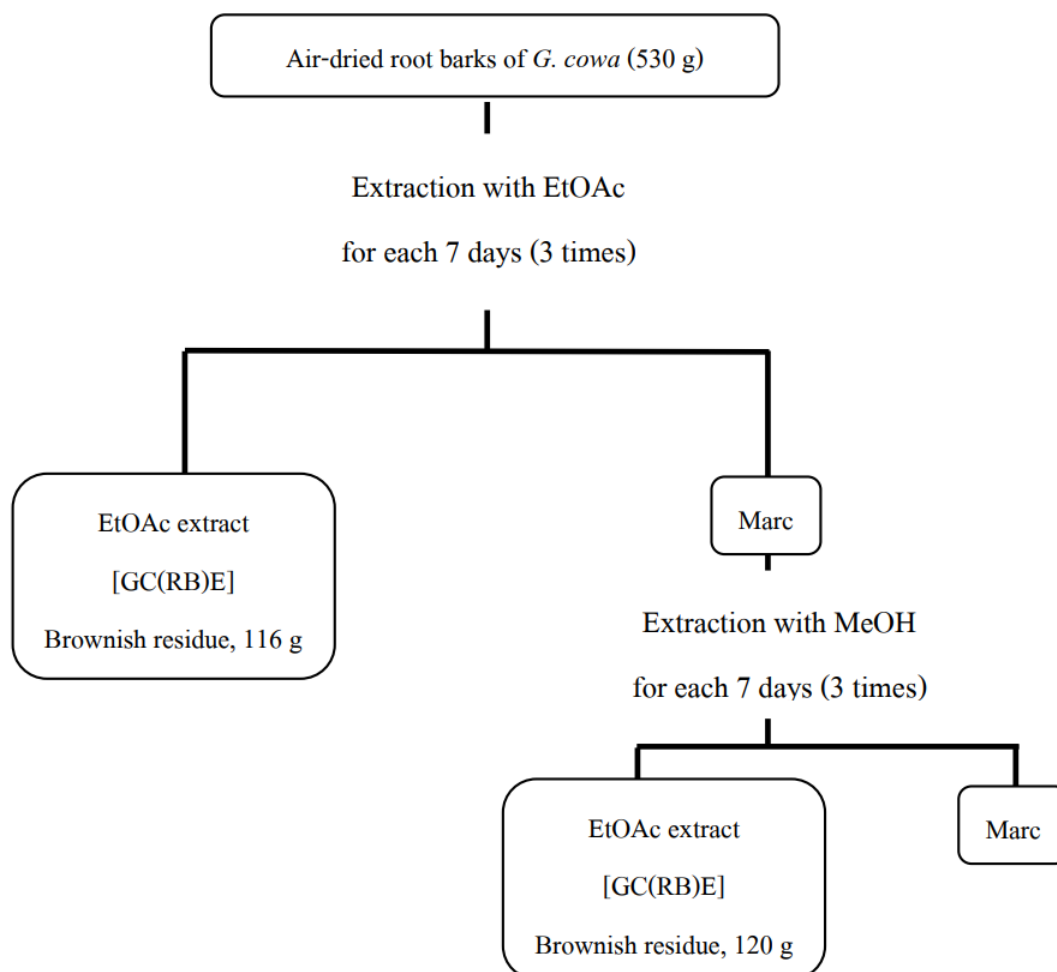 Air-dried root barks of G. cowa (530 g)
Extraction with EtOAc
for each 7 days (3 times)
EtOAc extract
[GC(RB)E]
Brownish residue, 116 g
Marc
Extraction with MeOH
for each 7 days (3 times)
EtOAc extract
[GC(RB)E]
Brownish residue, 120 g
Marc